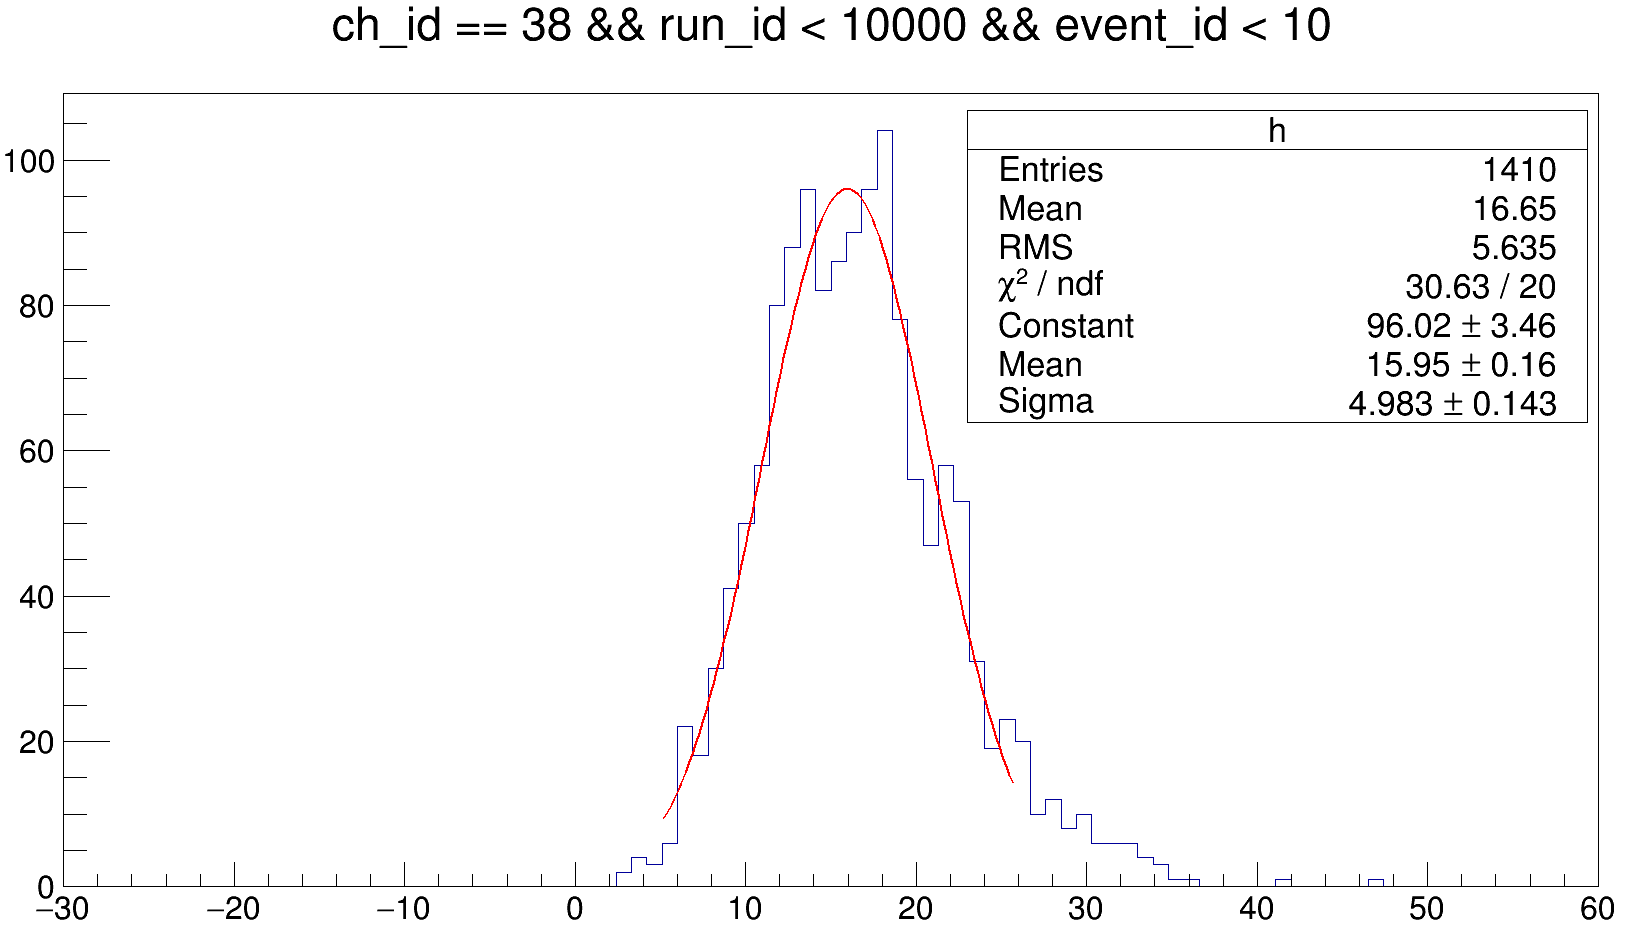 ch_id == 38 && run_id < 10000 && event_id < 10
h
Entries 1410
Mean 16.65
RMS 5.635
χ² / ndf 30.63 / 20
Constant 96.02 ± 3.46
Mean 15.95 ± 0.16
Sigma 4.983 ± 0.143
100
80
60
40
20
0
−30 −20 −10 0 10 20 30 40 50 60